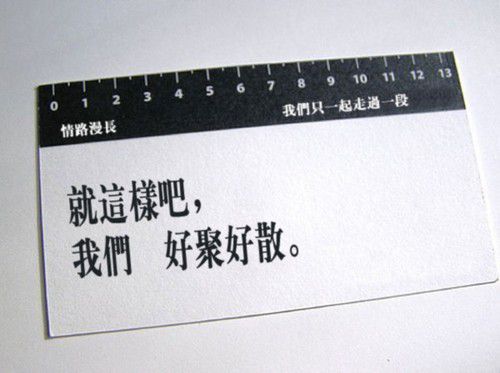 0 1 2 3 4 5 6 7 8 9 10 11 12 13
情路漫長 我們只一起走過一段
就這樣吧，
我們 好聚好散。